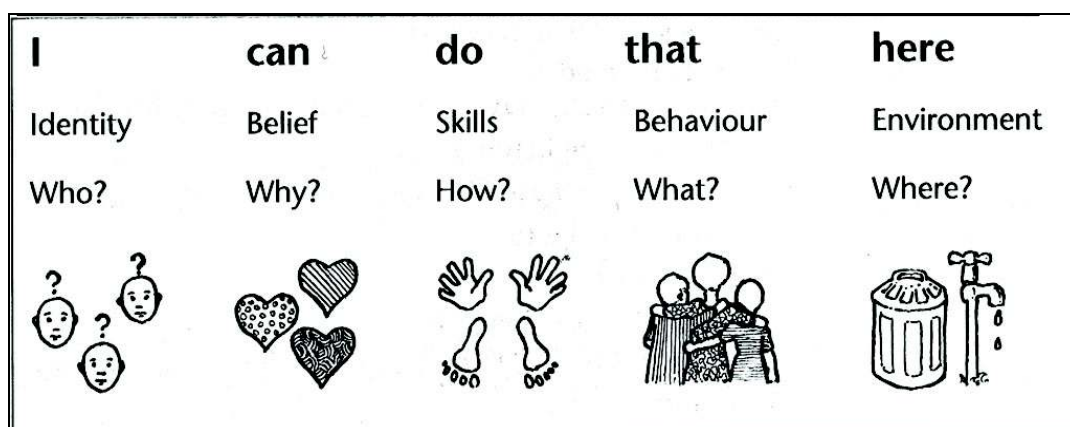 I can do that here
Identity Belief Skills Behaviour Environment
Who? Why? How? What? Where?
? ? ?